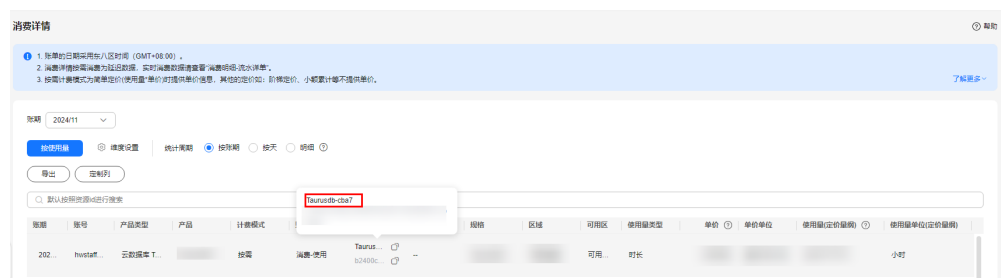 消费详情
帮助
1. 账单的日期采用东八区时间（GMT+08:00）。
2. 消费详情按需消费为延迟数据，实时消费数据请查看“消费明细-流水详单”。
3. 按需计费模式为简单定价(使用量*单价)时提供单价信息，其他的定价如：阶梯定价、小额累计等不提供单价。
了解更多
账期 2024/11
按使用量 维度设置 统计周期 按账期 按天 明细
导出 定制列
默认按照资源id进行搜索
Taurusdb-cba7
账期 账号 产品类型 产品 计费模式 规格 区域 可用区 使用量类型 单价 单价单位 使用量(定价量纲) 使用量单位(定价量纲)
202... hwstaff... 云数据库 T... 按需 消费-使用 Taurus... -- 可用... 时长 小时
b2400c...